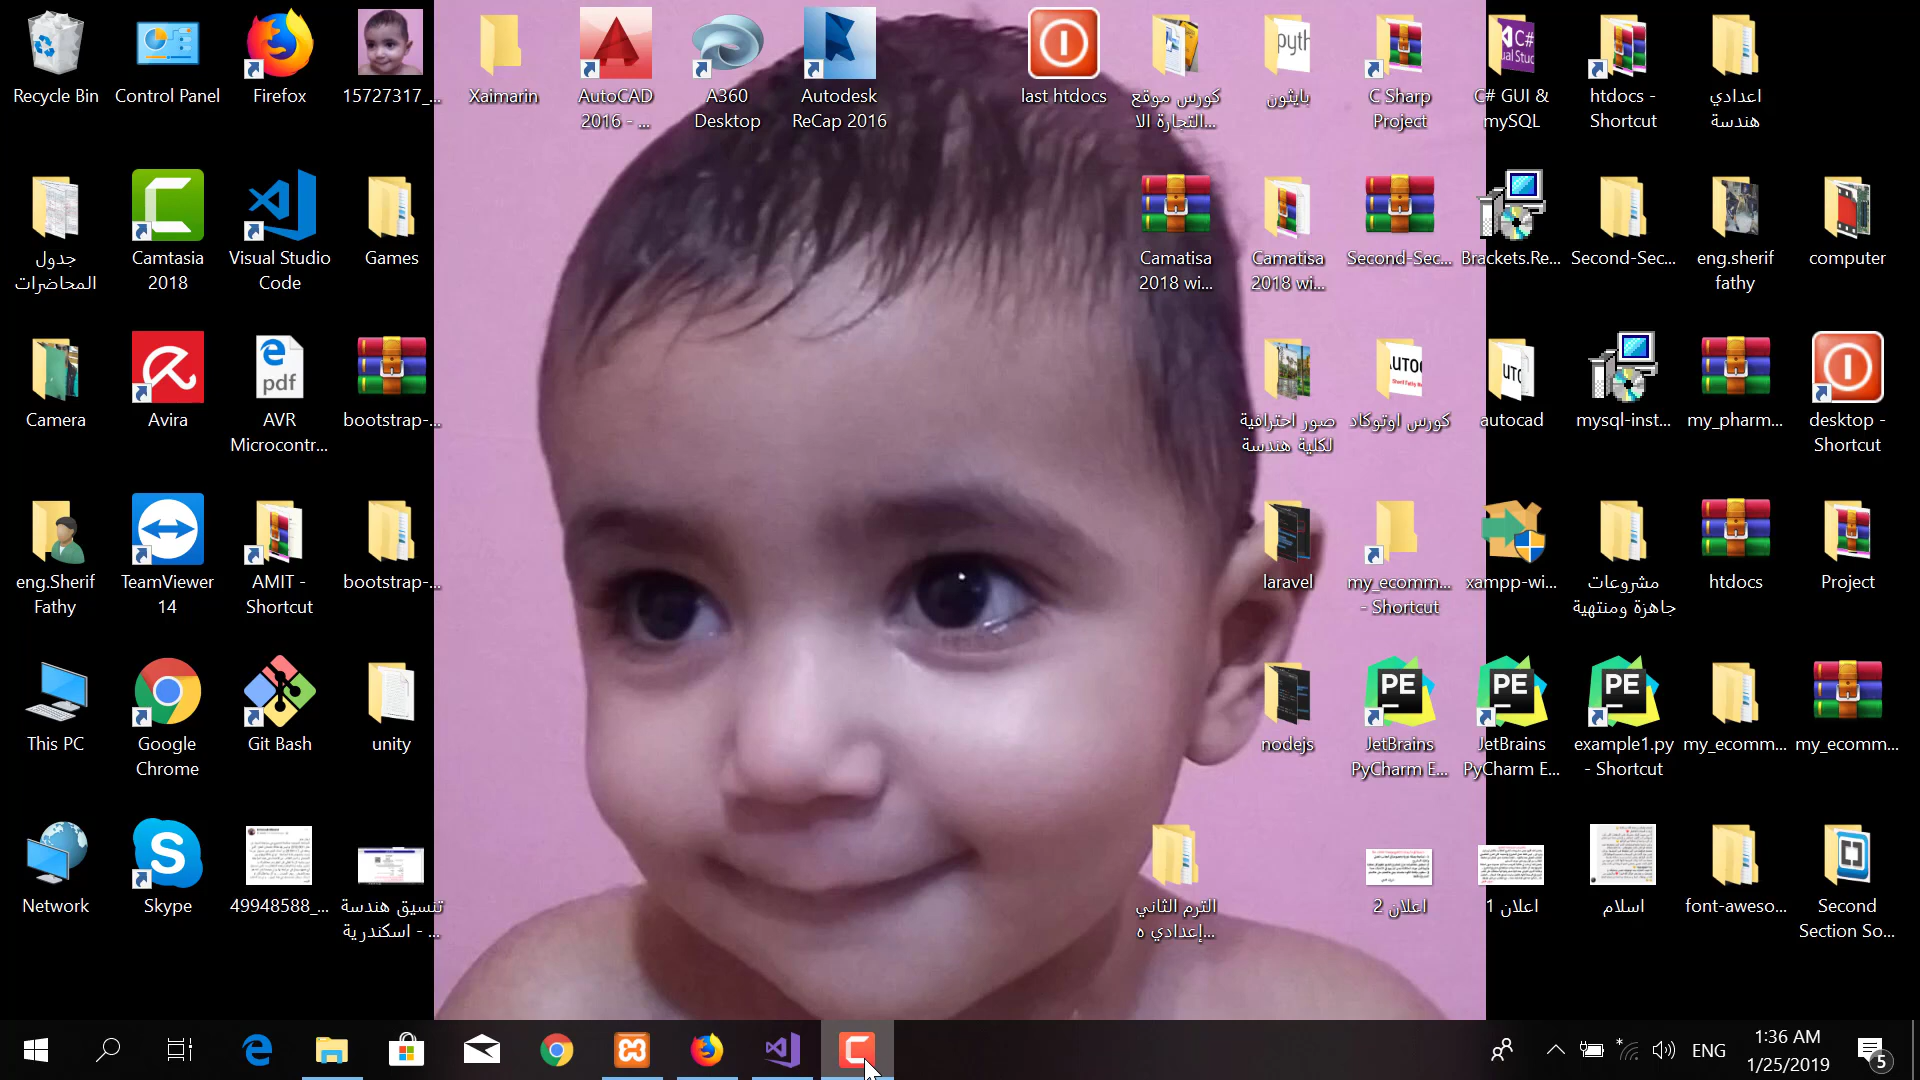 Recycle Bin
Control Panel
Firefox
15727317_...
Xaimarin
AutoCAD
2016 - ...
A360
Desktop
Autodesk
ReCap 2016
last htdocs
كورس موقع
التجارة الا...
pyth
بايثون
C Sharp
Project
C# GUI &
mySQL
htdocs -
Shortcut
اعدادي
هندسة
جدول
المحاضرات
Camtasia
2018
Visual Studio
Code
Games
Camatisa
2018 wi...
Camatisa
2018 wi...
Second-Sec...
Brackets.Re...
Second-Sec...
eng.sherif
fathy
computer
Camera
Avira
pdf
AVR
Microcontr...
bootstrap-...
صور احترافية
لكلية هندسة
كورس اوتوكاد
autocad
mysql-inst...
my_pharm...
desktop -
Shortcut
eng.Sherif
Fathy
TeamViewer
14
AMIT -
Shortcut
bootstrap-...
laravel
my_ecomm...
- Shortcut
xampp-wi...
مشروعات
جاهزة ومنتهية
htdocs
Project
This PC
Google
Chrome
Git Bash
unity
nodejs
PE
JetBrains
PyCharm E...
PE
JetBrains
PyCharm E...
PE
example1.py
- Shortcut
my_ecomm...
my_ecomm...
Network
Skype
49948588_...
تنسيق هندسة
اسكندرية - ...
الترم الثاني
إعدادي ه...
اعلان 2
اعلان 1
اسلام
font-aweso...
Second
Section So...
ENG
1:36 AM
1/25/2019
5